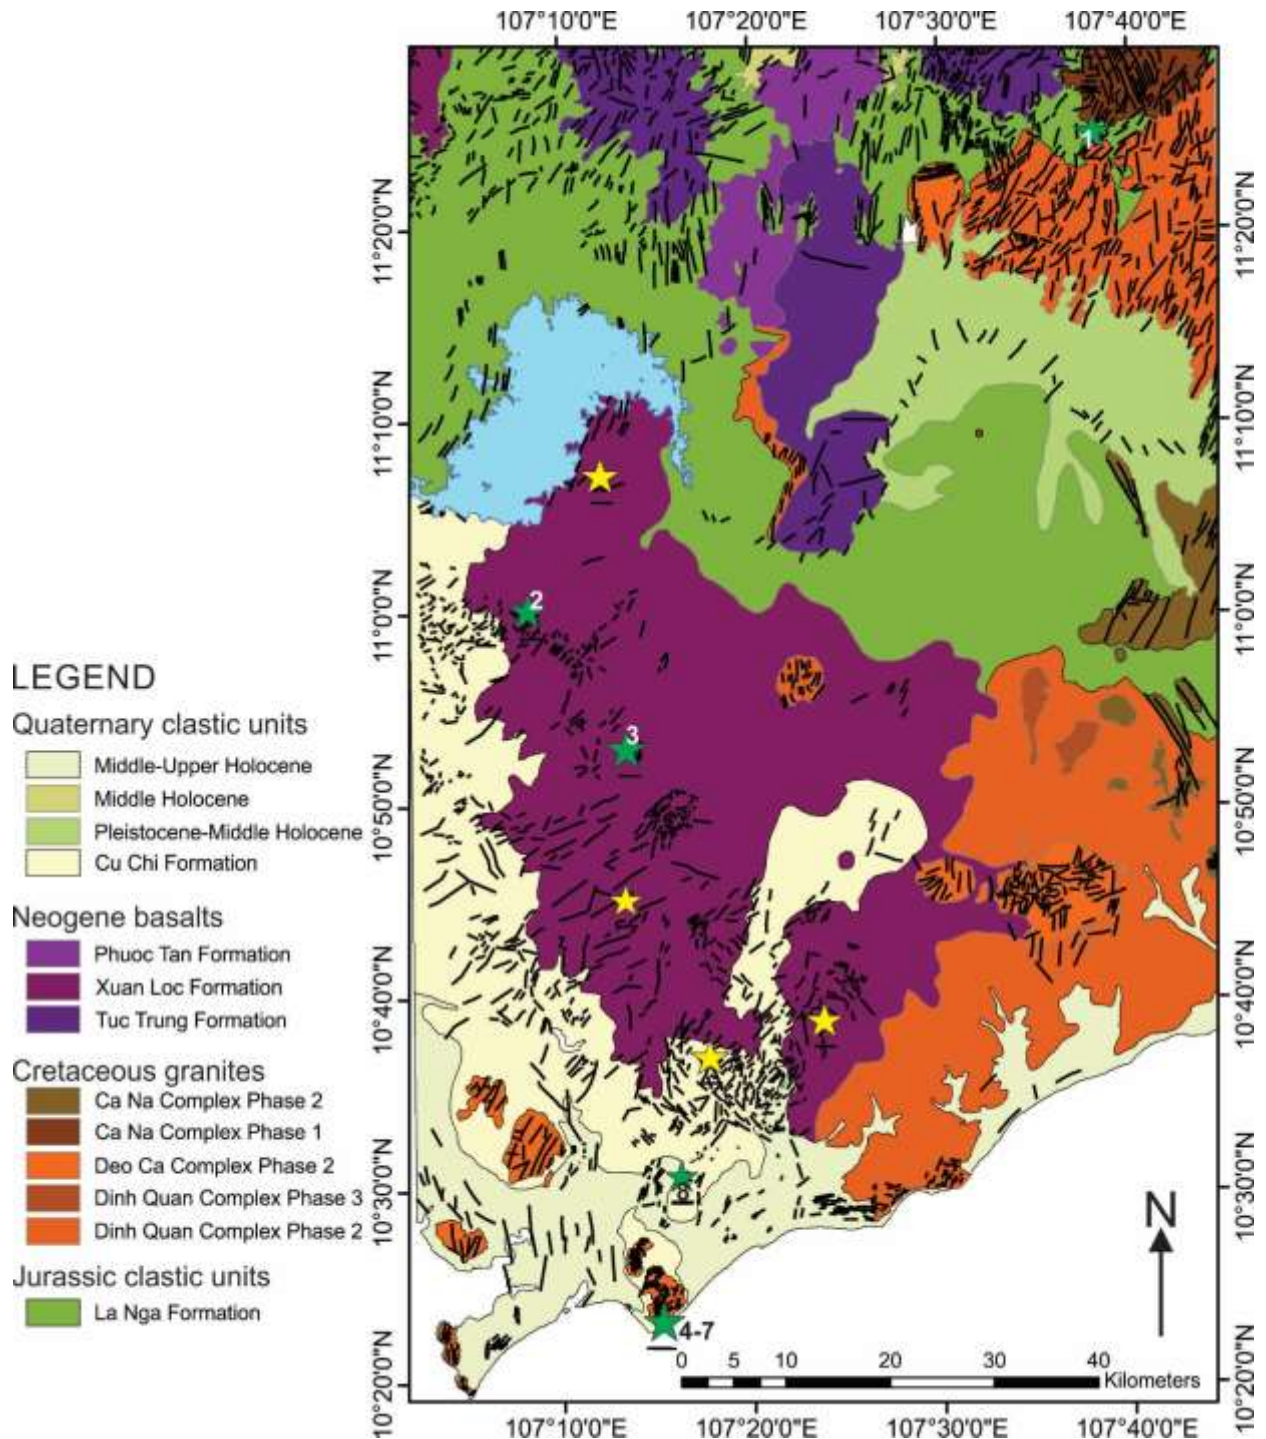 107°10'0"E 107°20'0"E 107°30'0"E 107°40'0"E
11°20'0"N
11°20'0"N
1
11°10'0"N
11°10'0"N
2
11°0'0"N
11°0'0"N
3
10°50'0"N
10°50'0"N
10°40'0"N
10°40'0"N
8
10°30'0"N
10°30'0"N
4-7
10°20'0"N
10°20'0"N
LEGEND
Quaternary clastic units
Middle-Upper Holocene
Middle Holocene
Pleistocene-Middle Holocene
Cu Chi Formation
Neogene basalts
Phuoc Tan Formation
Xuan Loc Formation
Tuc Trung Formation
Cretaceous granites
Ca Na Complex Phase 2
Ca Na Complex Phase 1
Deo Ca Complex Phase 2
Dinh Quan Complex Phase 3
Dinh Quan Complex Phase 2
Jurassic clastic units
La Nga Formation
N
0 5 10 20 30 40
Kilometers
107°10'0"E 107°20'0"E 107°30'0"E 107°40'0"E